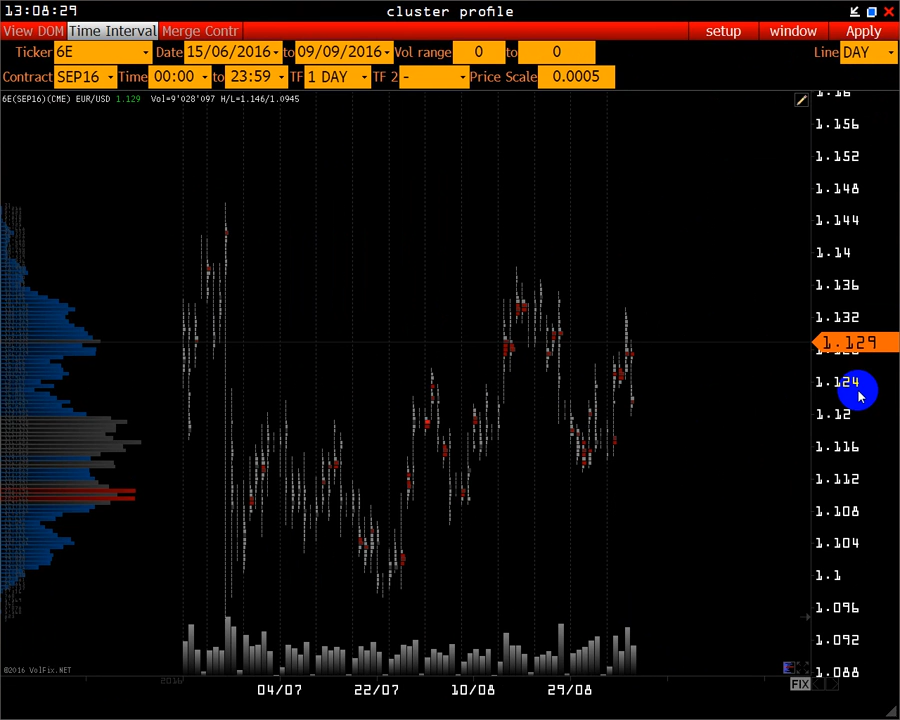 13:08:29 cluster profile
View DOM Time Interval Merge Contr setup window Apply
Ticker 6E Date 15/06/2016 to 09/09/2016 Vol range 0 to 0 Line DAY
Contract SEP16 Time 00:00 to 23:59 TF 1 DAY TF 2 - Price Scale 0.0005
6E(SEP16)(CME) EUR/USD 1.129 Vol=9'028'097 H/L=1.146/1.0945
1.16
1.156
1.152
1.148
1.144
1.14
1.136
1.132
1.129
1.124
1.12
1.116
1.112
1.108
1.104
1.1
1.096
1.092
©2016 VolFix.NET
1.088
2016 FIX
04/07 22/07 10/08 29/08